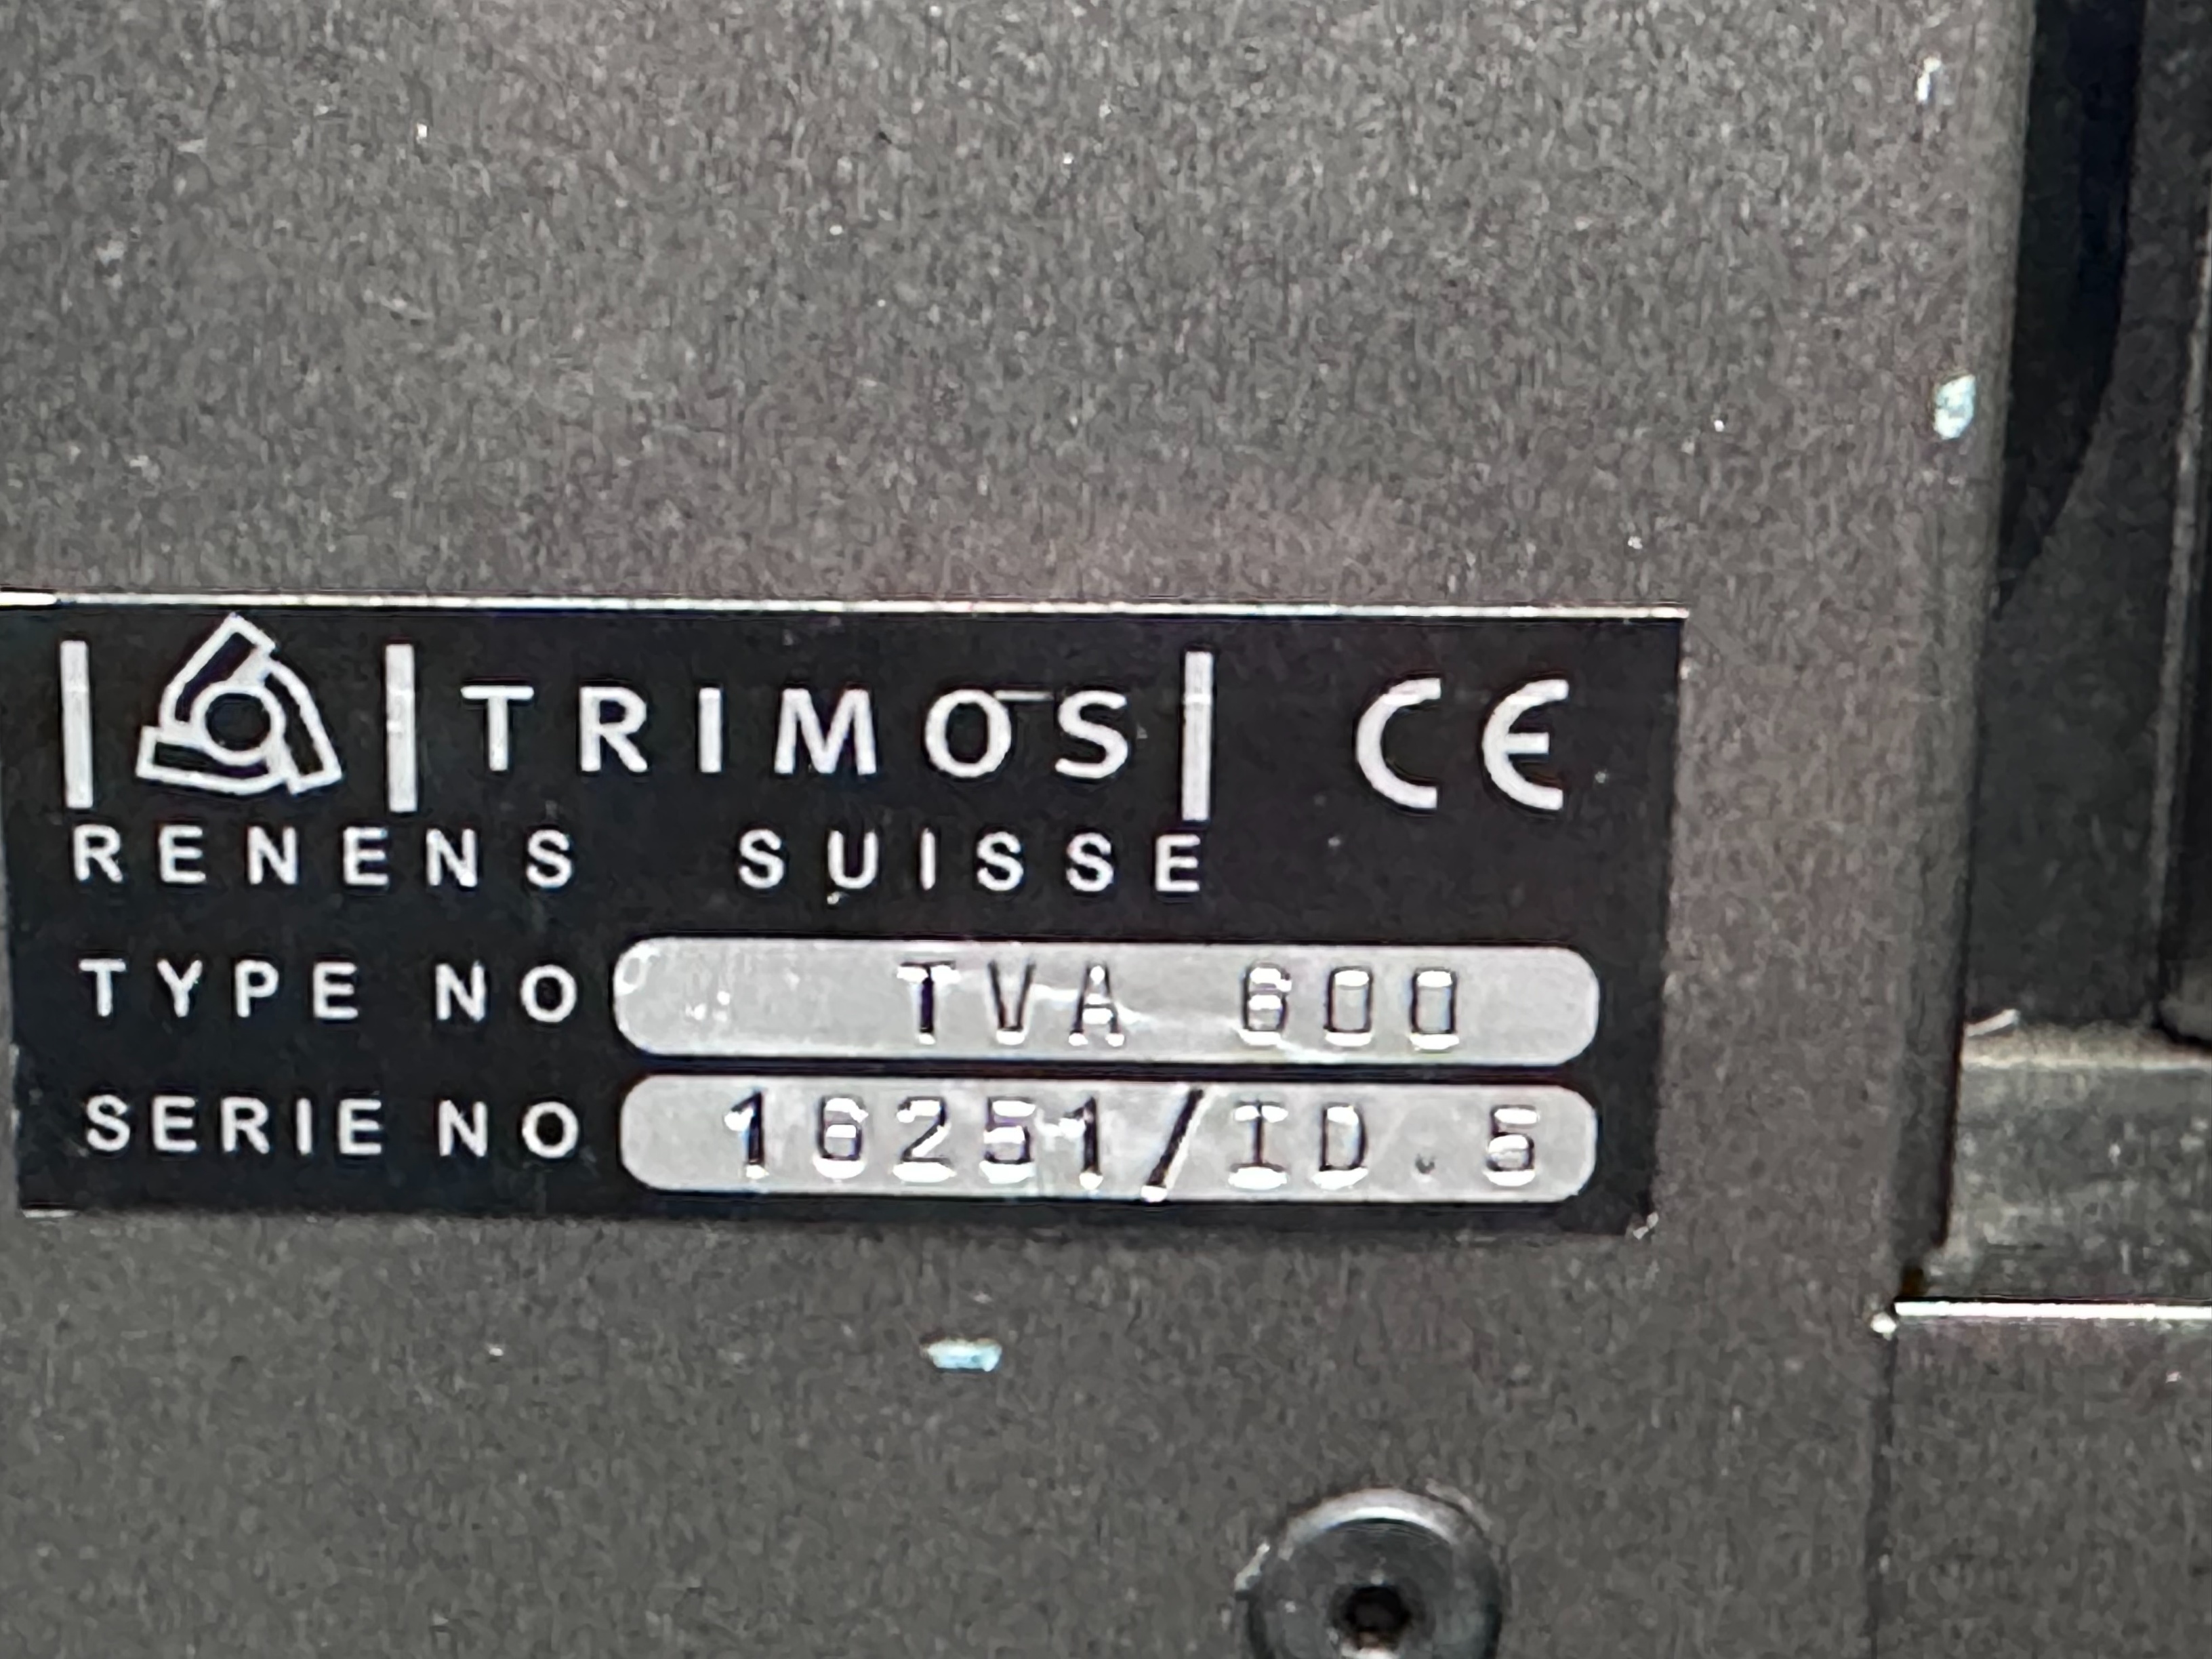 TRIMOS CE
RENENS SUISSE
TYPE NO TVA 600
SERIE NO 16251/ID.5